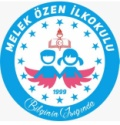 MELEK ÖZEN İLKOKULU
1999
Bilginin Işığında